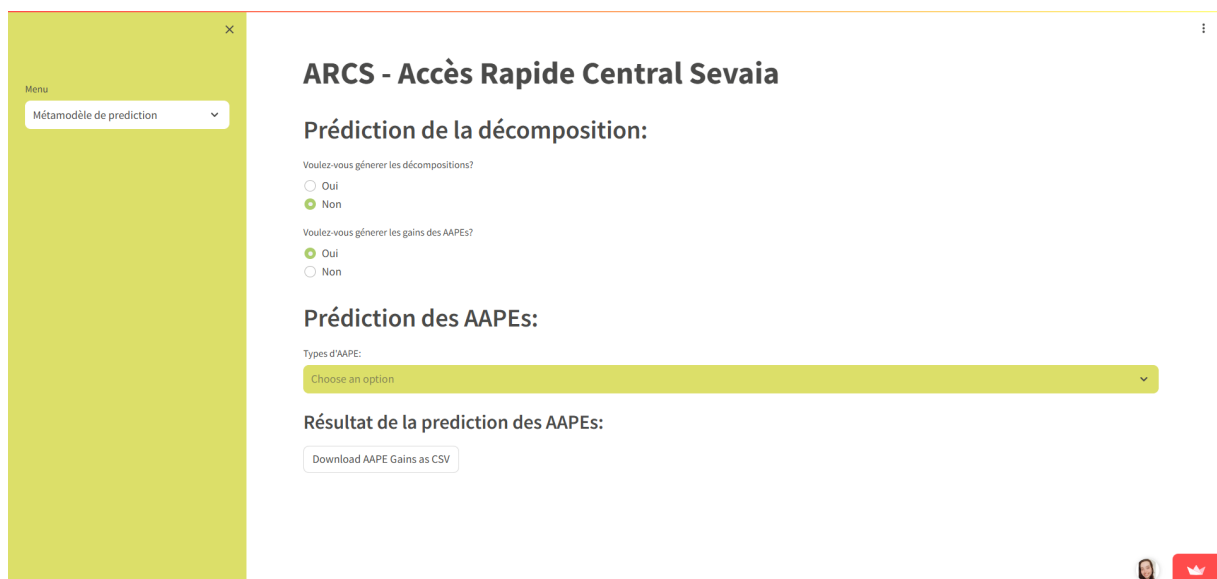 Menu
Métamodèle de prediction
ARCS - Accès Rapide Central Sevaia
Prédiction de la décomposition:
Voulez-vous génerer les décompositions?
Oui
Non
Voulez-vous génerer les gains des AAPEs?
Oui
Non
Prédiction des AAPEs:
Types d'AAPE:
Choose an option
Résultat de la prediction des AAPEs:
Download AAPE Gains as CSV